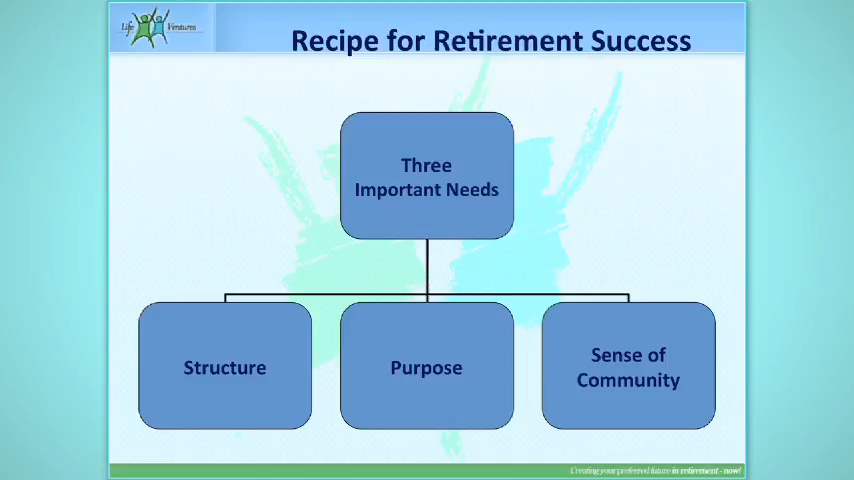 Life Ventures
Recipe for Retirement Success
Three
Important Needs
Structure
Purpose
Sense of
Community
Creating your preferred future in retirement - now!